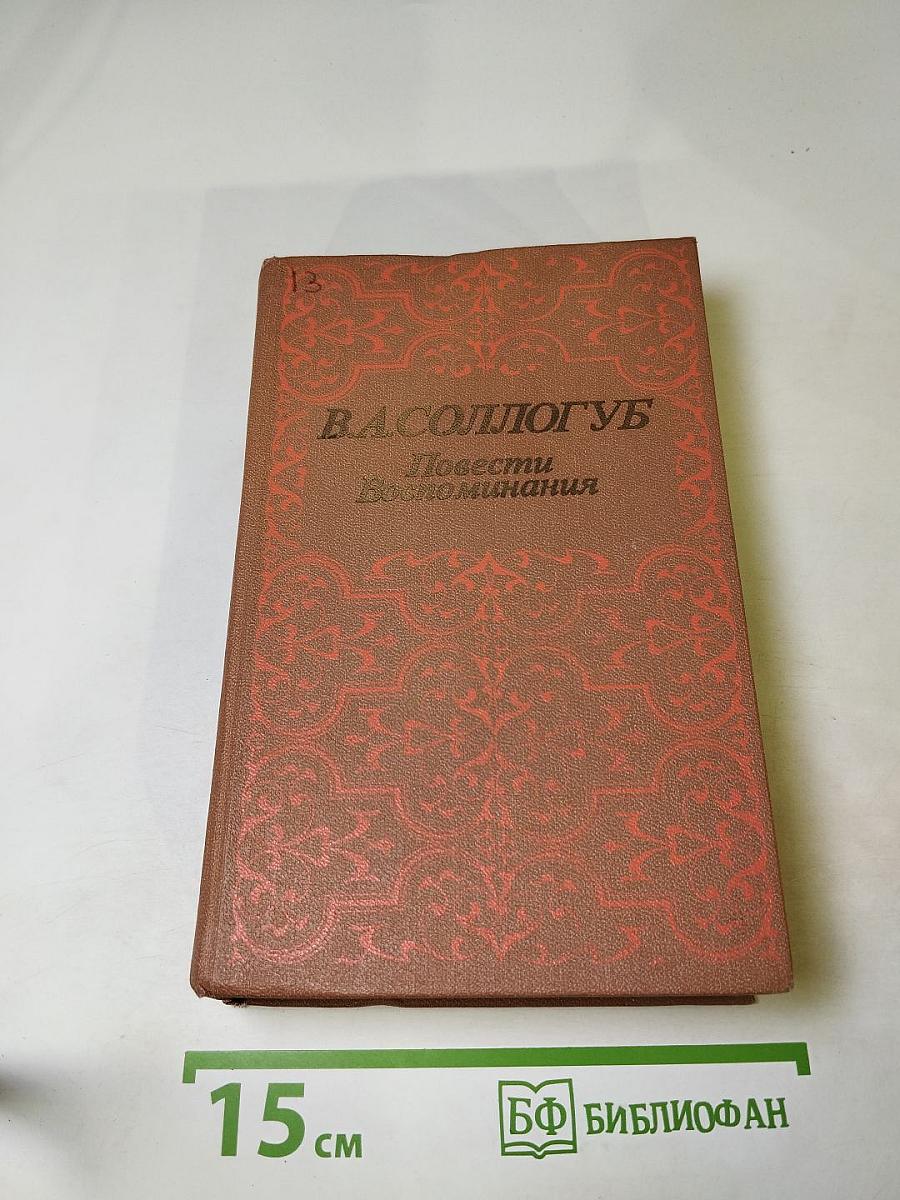 13
В.А.СОЛЛОГУБ
Повести
Воспоминания
15 см
БФ БИБЛИОФАН